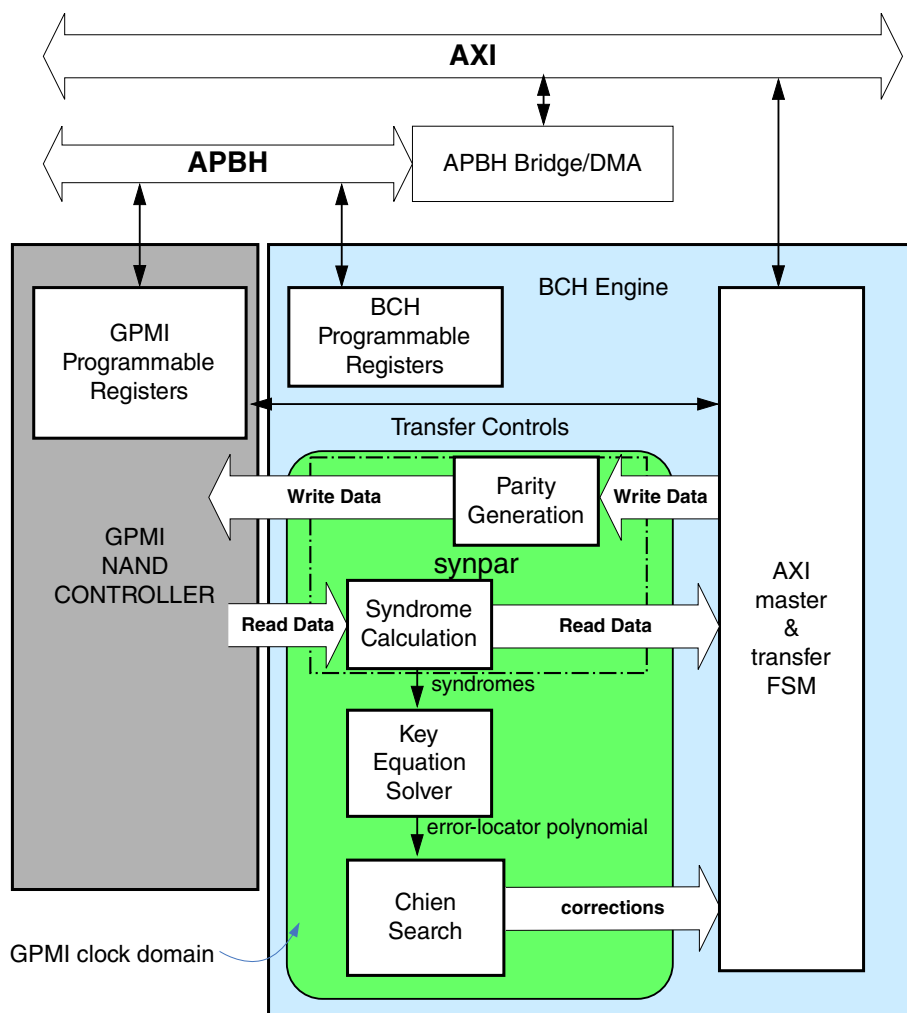 AXI
APBH
APBH Bridge/DMA
BCH Engine
GPMI
Programmable
Registers
BCH
Programmable
Registers
Transfer Controls
Write Data
Parity
Generation
Write Data
GPMI
NAND
CONTROLLER
synpar
Read Data
Syndrome
Calculation
Read Data
AXI
master
&
transfer
FSM
syndromes
Key
Equation
Solver
error-locator polynomial
Chien
Search
corrections
GPMI clock domain